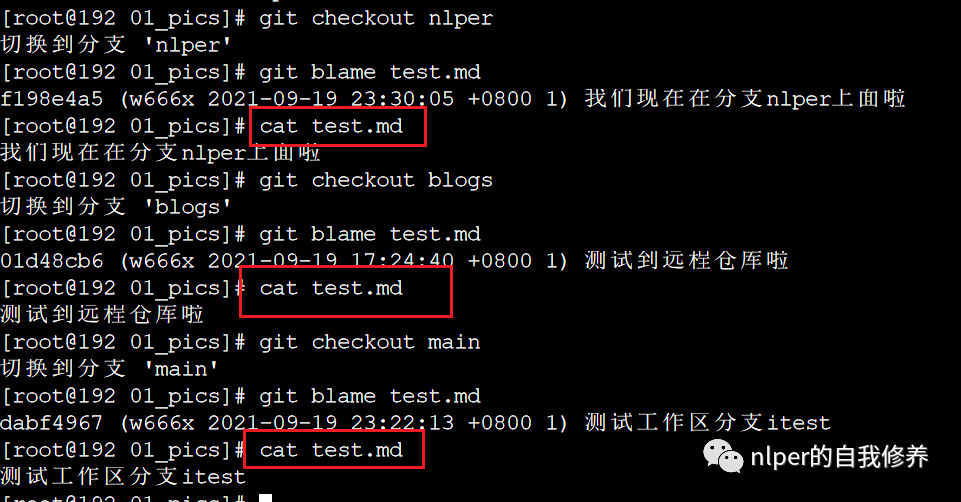 [root@192 01_pics]# git checkout nlper
切换到分支 'nlper'
[root@192 01_pics]# git blame test.md
f198e4a5 (w666x 2021-09-19 23:30:05 +0800 1) 我们现在在分支nlper上面啦
[root@192 01_pics]# cat test.md
我们现在在分支nlper上面啦
[root@192 01_pics]# git checkout blogs
切换到分支 'blogs'
[root@192 01_pics]# git blame test.md
01d48cb6 (w666x 2021-09-19 17:24:40 +0800 1) 测试到远程仓库啦
[root@192 01_pics]# cat test.md
测试到远程仓库啦
[root@192 01_pics]# git checkout main
切换到分支 'main'
[root@192 01_pics]# git blame test.md
dabf4967 (w666x 2021-09-19 23:22:13 +0800 1) 测试工作区分支itest
[root@192 01_pics]# cat test.md
测试工作区分支itest
[root@192 01_pics]#
nlper的自我修养